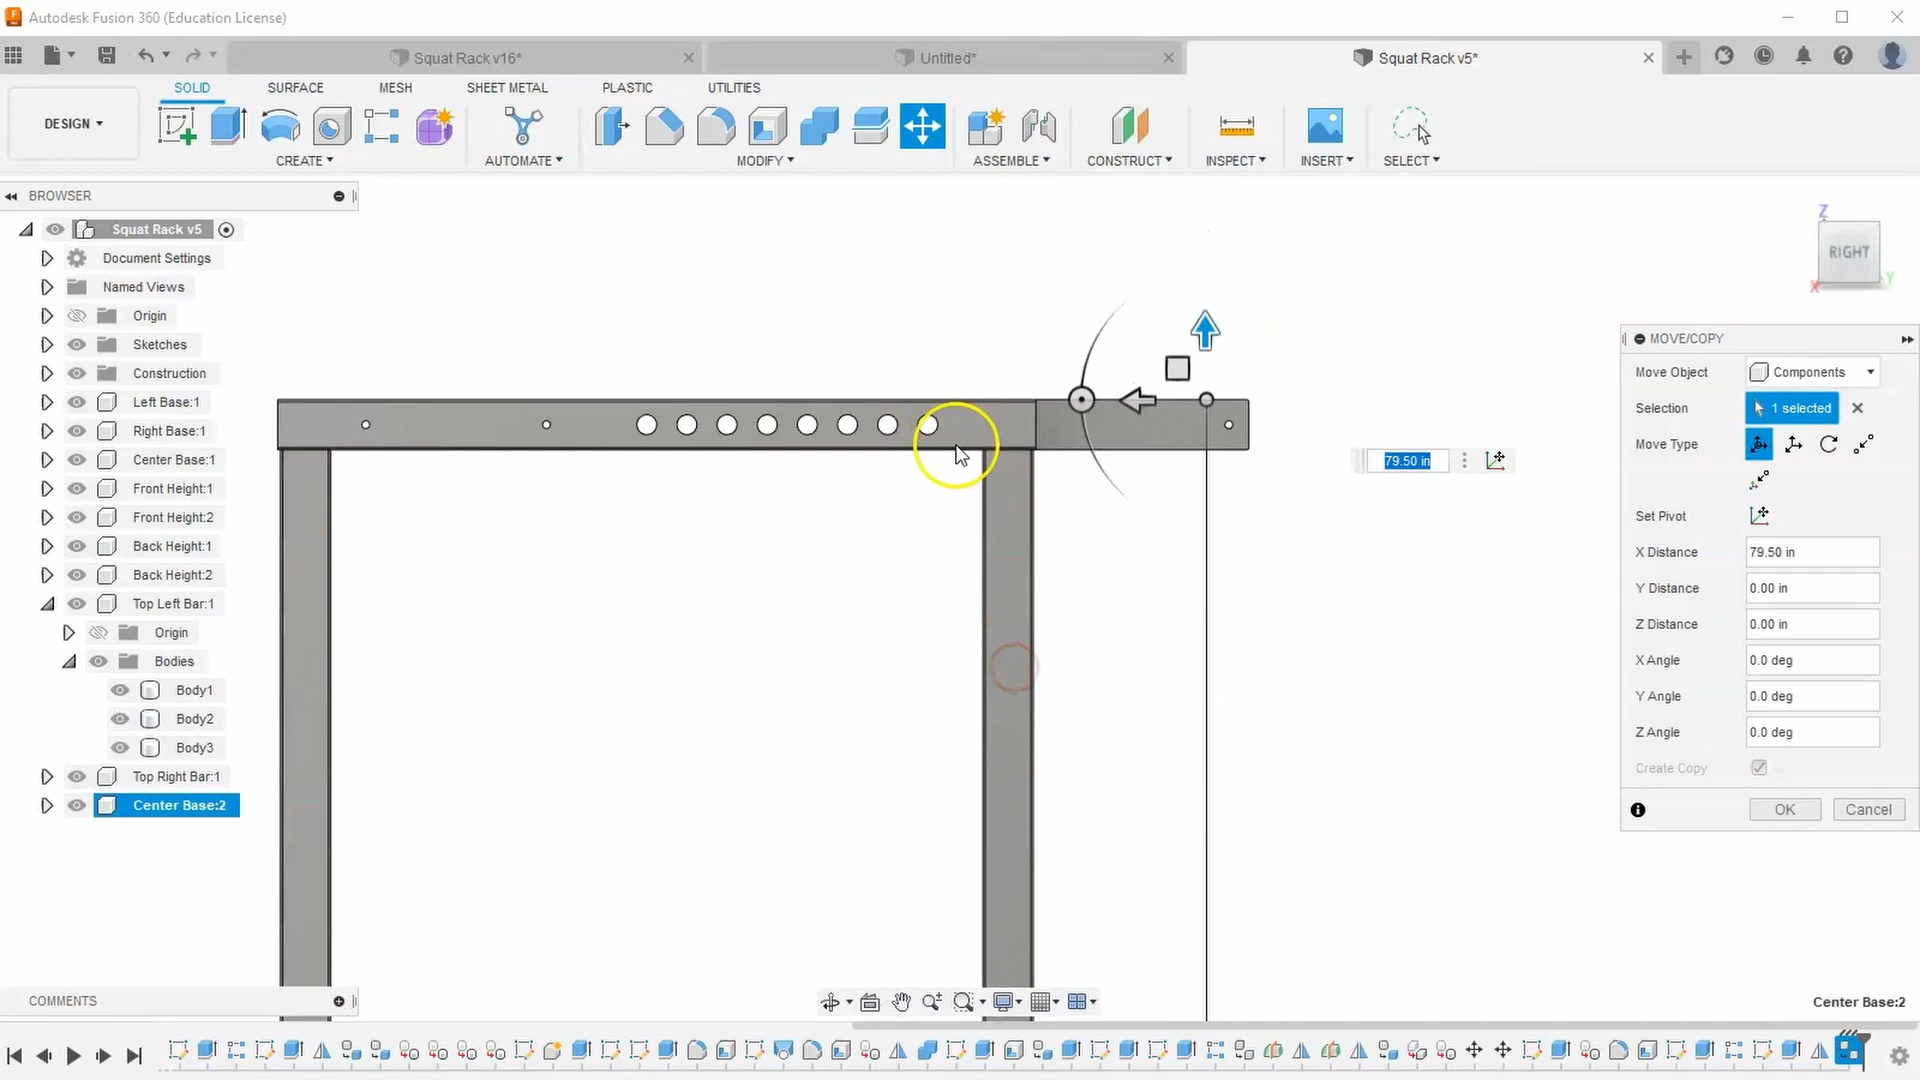 Autodesk Fusion 360 (Education License)
Squat Rack v16*
Untitled*
Squat Rack v5*
SOLID
SURFACE
MESH
SHEET METAL
PLASTIC
UTILITIES
DESIGN
CREATE
AUTOMATE
MODIFY
ASSEMBLE
CONSTRUCT
INSPECT
INSERT
SELECT
BROWSER
Squat Rack v5
Document Settings
Named Views
Origin
Sketches
Construction
Left Base:1
Right Base:1
Center Base:1
Front Height:1
Front Height:2
Back Height:1
Back Height:2
Top Left Bar:1
Origin
Bodies
Body1
Body2
Body3
Top Right Bar:1
Center Base:2
Z
RIGHT
X
Y
79.50 in
MOVE/COPY
Move Object
Components
Selection
1 selected
Move Type
Set Pivot
X Distance
79.50 in
Y Distance
0.00 in
Z Distance
0.00 in
X Angle
0.0 deg
Y Angle
0.0 deg
Z Angle
0.0 deg
Create Copy
OK
Cancel
COMMENTS
Center Base:2